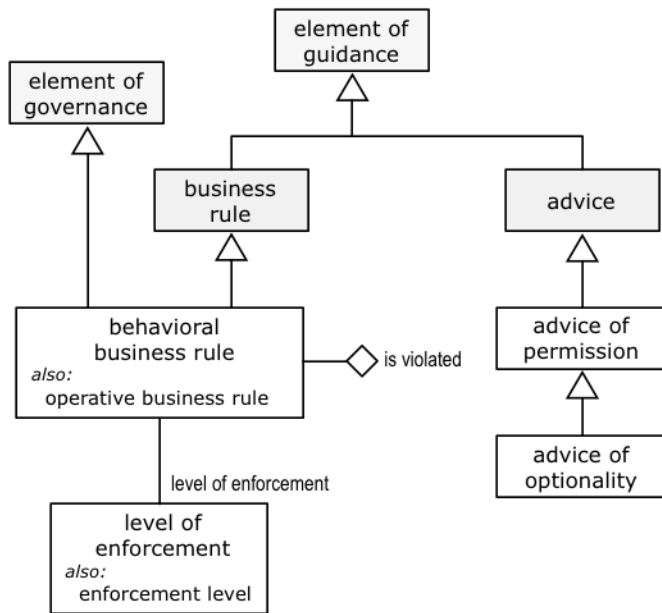 element of
guidance
element of
governance
business
rule
advice
behavioral
business rule
also:
operative business rule
is violated
advice of
permission
advice of
optionality
level of enforcement
level of
enforcement
also:
enforcement level